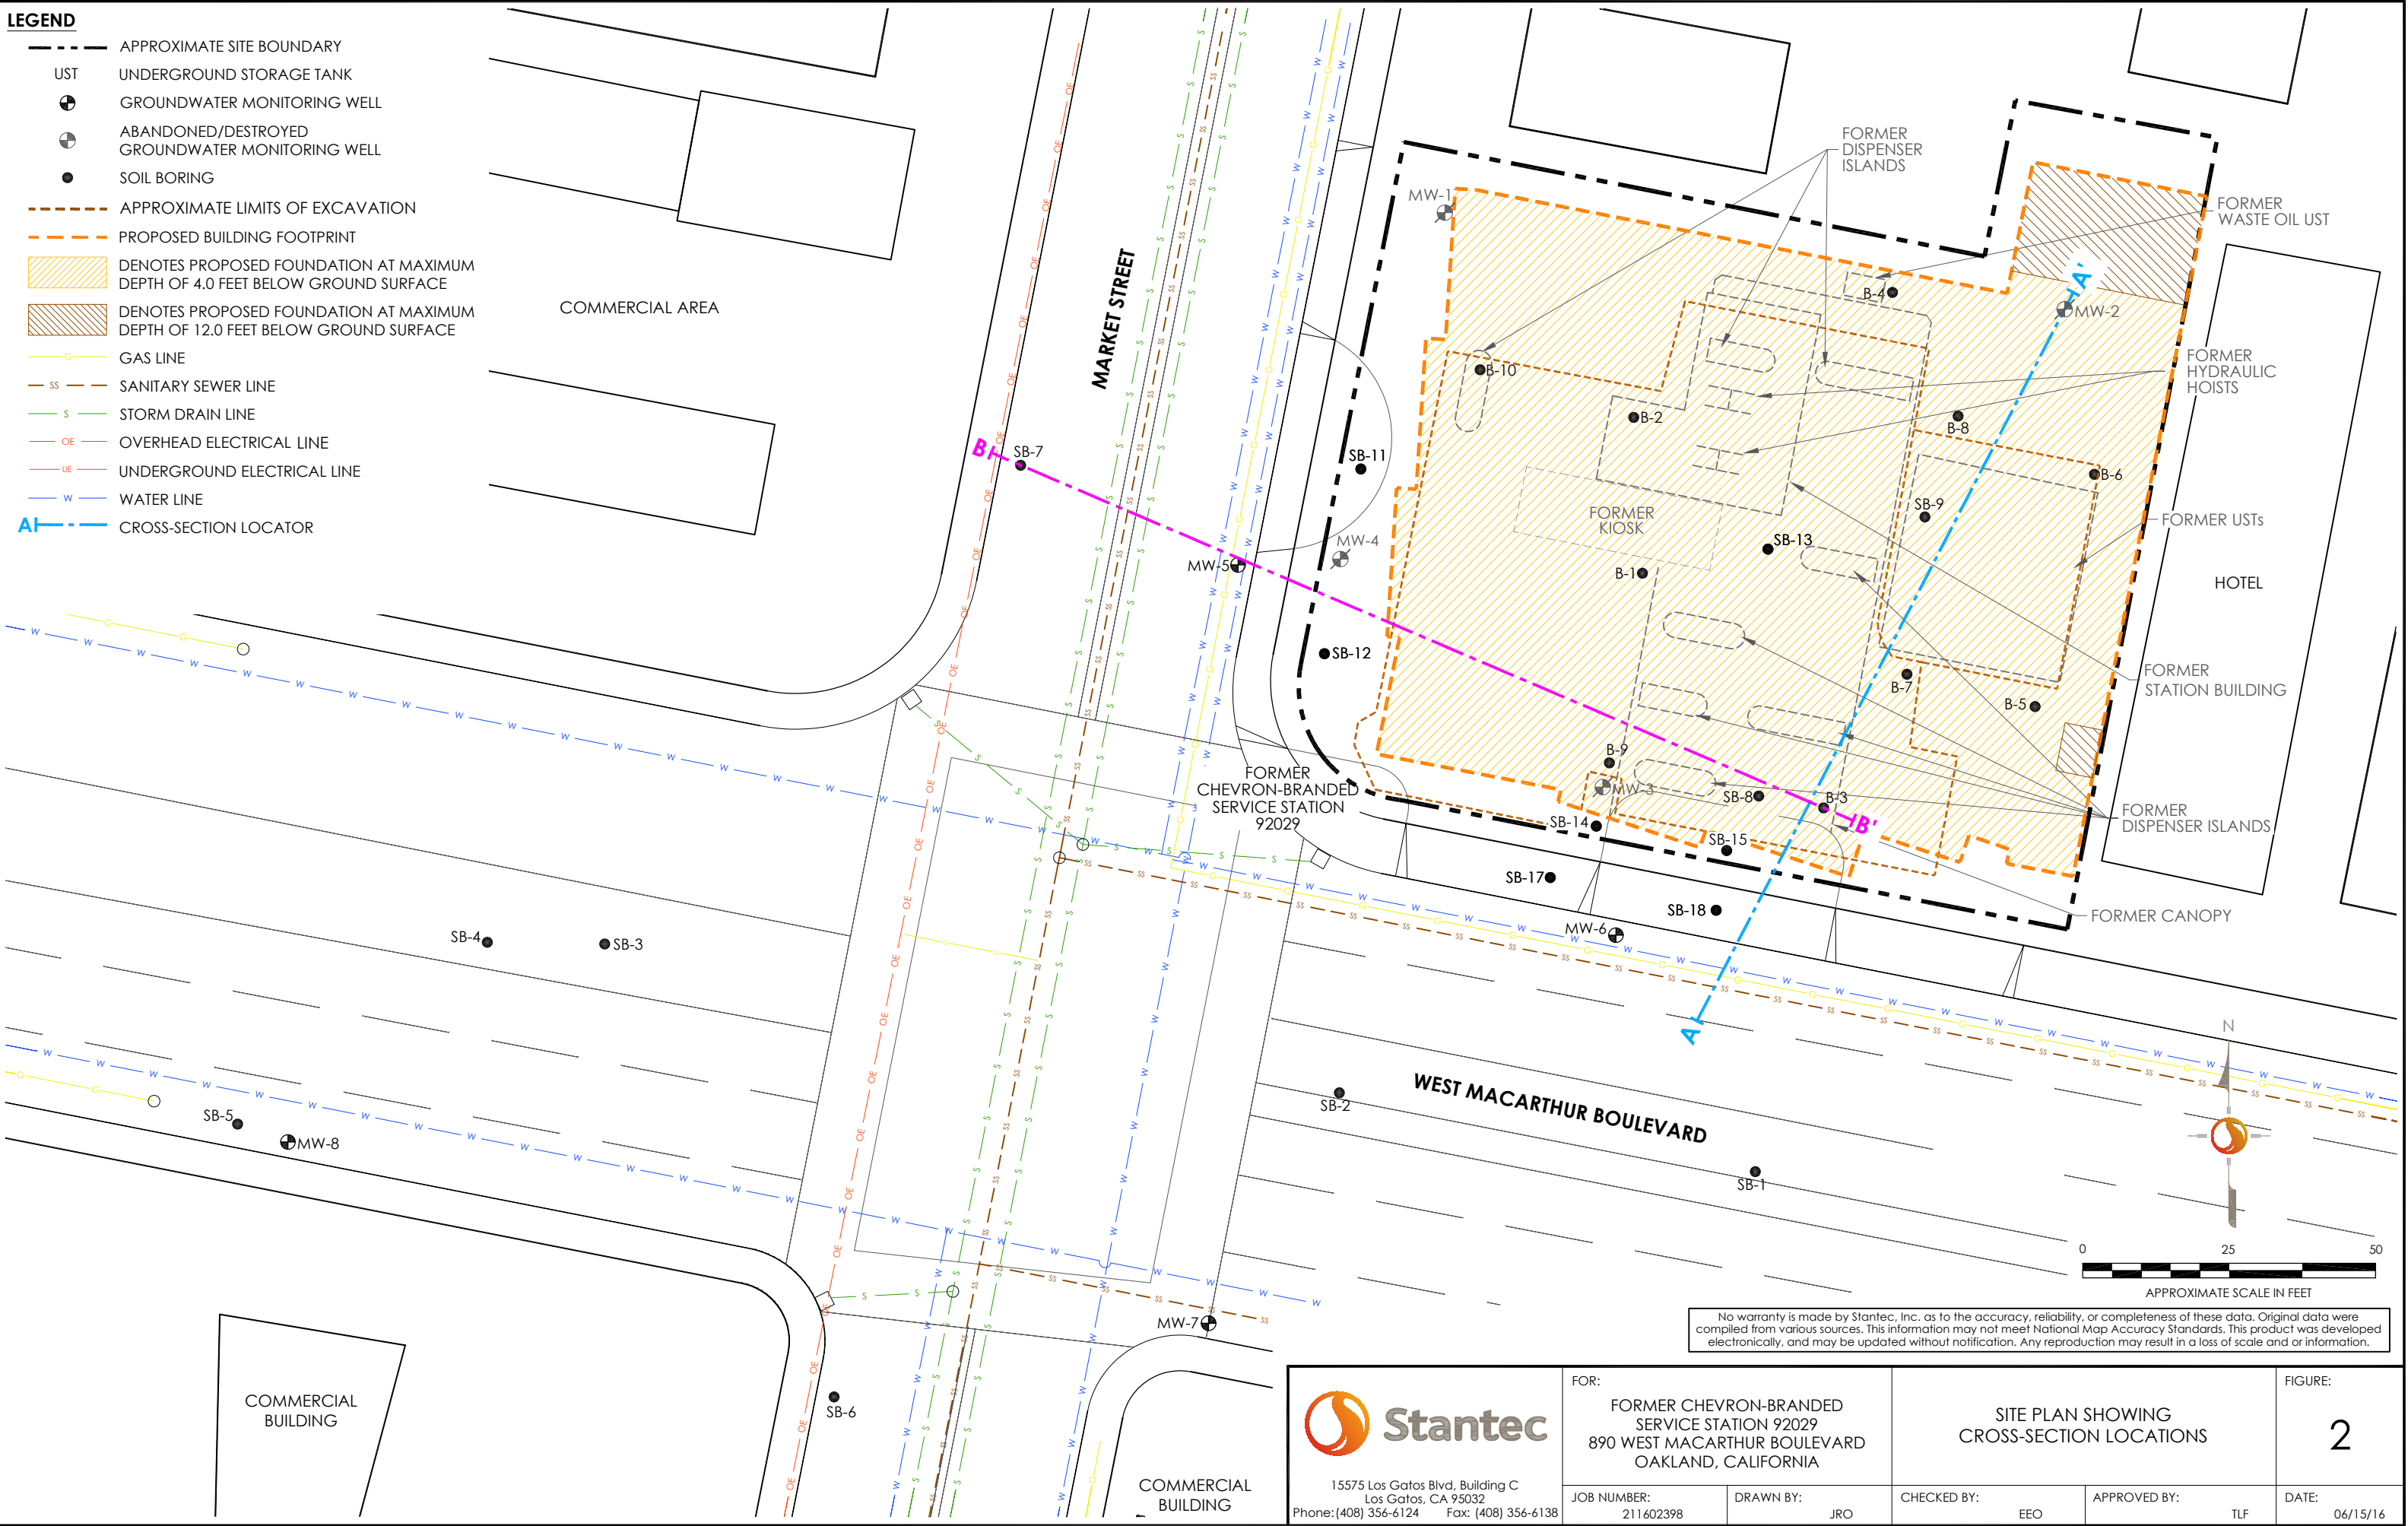 LEGEND
APPROXIMATE SITE BOUNDARY
UST UNDERGROUND STORAGE TANK
GROUNDWATER MONITORING WELL
ABANDONED/DESTROYED
GROUNDWATER MONITORING WELL
SOIL BORING
APPROXIMATE LIMITS OF EXCAVATION
PROPOSED BUILDING FOOTPRINT
DENOTES PROPOSED FOUNDATION AT MAXIMUM
DEPTH OF 4.0 FEET BELOW GROUND SURFACE
DENOTES PROPOSED FOUNDATION AT MAXIMUM
DEPTH OF 12.0 FEET BELOW GROUND SURFACE
G GAS LINE
SS SANITARY SEWER LINE
S STORM DRAIN LINE
OE OVERHEAD ELECTRICAL LINE
UE UNDERGROUND ELECTRICAL LINE
W WATER LINE
A CROSS-SECTION LOCATOR
COMMERCIAL AREA
MARKET STREET
FORMER
DISPENSER
ISLANDS
MW-1
FORMER
WASTE OIL UST
A'
B-4
MW-2
FORMER
HYDRAULIC
HOISTS
B-10
B-2
B-8
B
SB-7
SB-11
B-6
SB-9
FORMER
KIOSK
FORMER USTs
MW-4
SB-13
MW-5
B-1
HOTEL
SB-12
B-7
FORMER
STATION BUILDING
B-5
B-9
FORMER
CHEVRON-BRANDED
SERVICE STATION
92029
MW-3
SB-8
B-3
B'
FORMER
DISPENSER ISLANDS
SB-14
SB-15
SB-17
SB-18
FORMER CANOPY
MW-6
SB-4
SB-3
A
N
WEST MACARTHUR BOULEVARD
SB-2
SB-1
SB-5
MW-8
MW-7
SB-6
0 25 50
APPROXIMATE SCALE IN FEET
COMMERCIAL
BUILDING
COMMERCIAL
BUILDING
No warranty is made by Stantec, Inc. as to the accuracy, reliability, or completeness of these data. Original data were
compiled from various sources. This information may not meet National Map Accuracy Standards. This product was developed
electronically, and may be updated without notification. Any reproduction may result in a loss of scale and or information.
Stantec
15575 Los Gatos Blvd, Building C
Los Gatos, CA 95032
Phone:(408) 356-6124 Fax: (408) 356-6138
FOR:
FORMER CHEVRON-BRANDED
SERVICE STATION 92029
890 WEST MACARTHUR BOULEVARD
OAKLAND, CALIFORNIA
SITE PLAN SHOWING
CROSS-SECTION LOCATIONS
FIGURE:
2
JOB NUMBER:
211602398
DRAWN BY:
JRO
CHECKED BY:
EEO
APPROVED BY:
TLF
DATE:
06/15/16